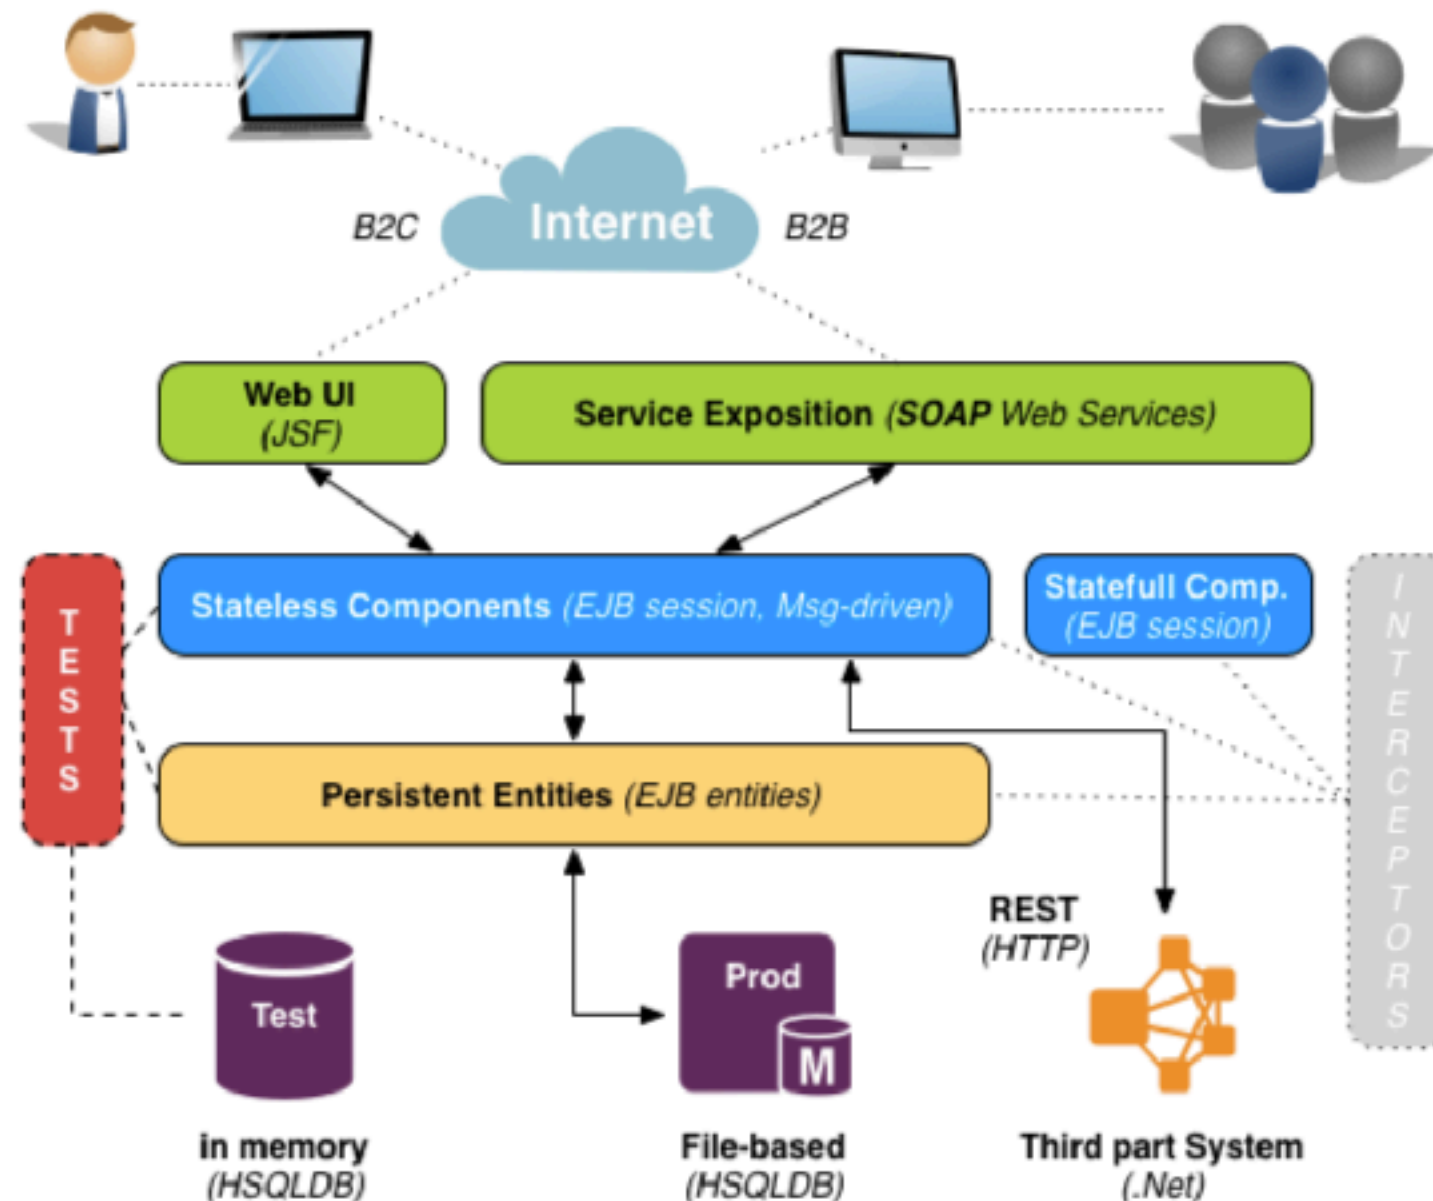 B2C
Internet
B2B
Web UI
(JSF)
Service Exposition (SOAP Web Services)
TESTS
Stateless Components (EJB session, Msg-driven)
Statefull Comp.
(EJB session)
INTERCEPTORS
Persistent Entities (EJB entities)
REST
(HTTP)
Test
Prod
M
in memory
(HSQLDB)
File-based
(HSQLDB)
Third part System
(.Net)